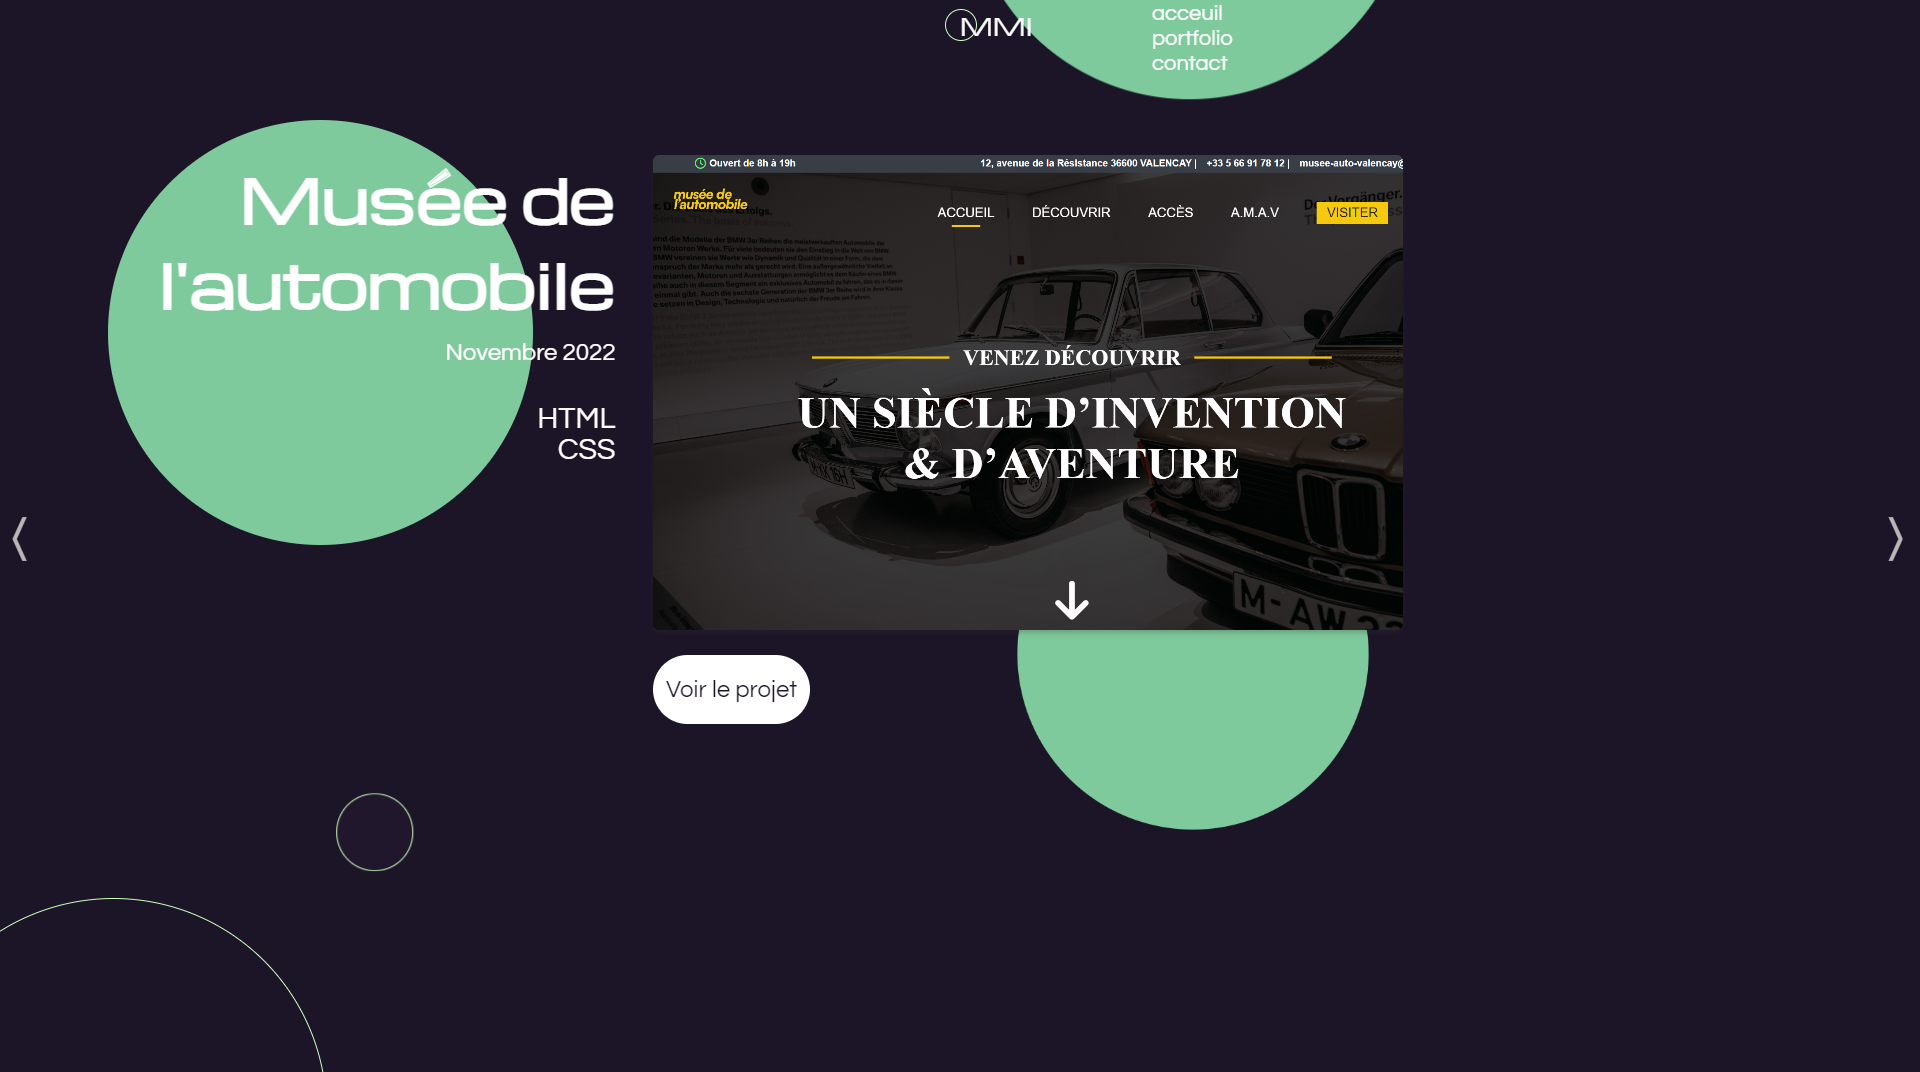 MMI
acceuil
portfolio
contact
Musée de
l'automobile
Novembre 2022
HTML
CSS
Ouvert de 8h à 19h
12, avenue de la Résistance 36600 VALENCAY | +33 5 66 91 78 12 | musee-auto-valencay@
musée de
l'automobile
ACCUEIL DÉCOUVRIR ACCÈS A.M.A.V VISITER
VENEZ DÉCOUVRIR
UN SIÈCLE D’INVENTION
& D’AVENTURE
Voir le projet